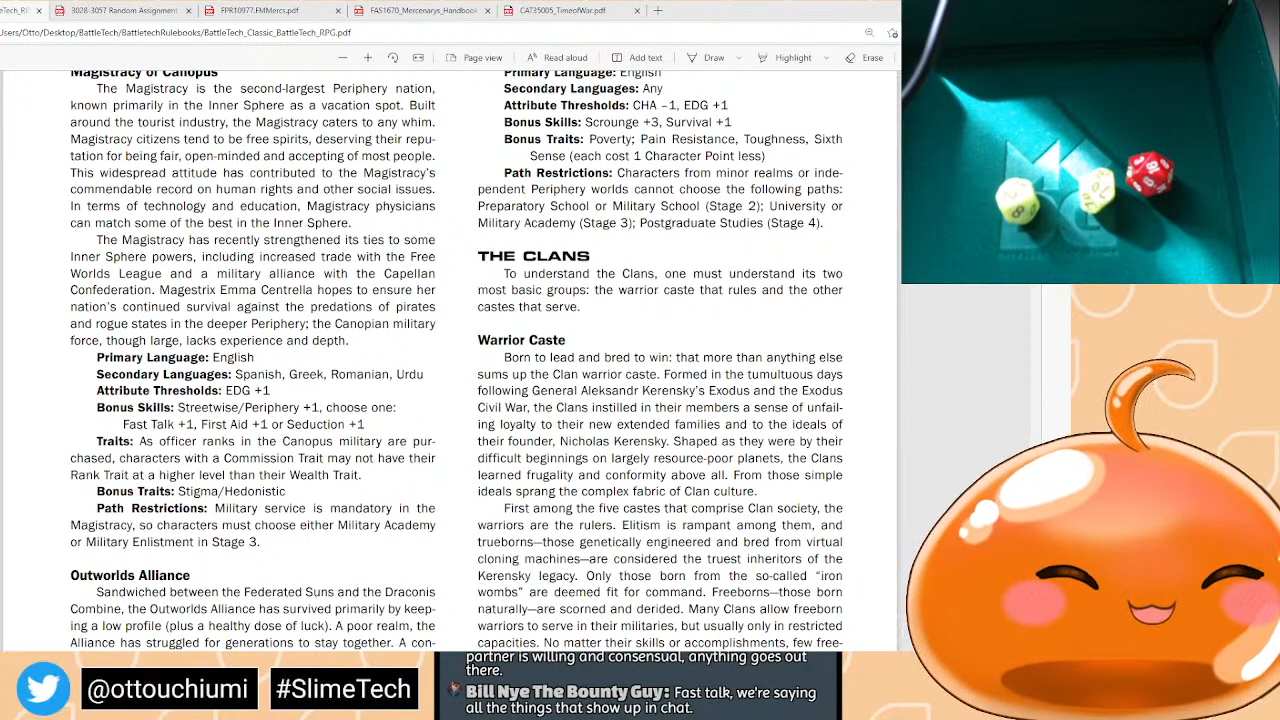 eTech_RP
3028-3057 Random Assignment
FPR10977.FMMercs.pdf
FAS1670_Mercenarys_Handbook
CAT35005_TimeofWar.pdf
Users/Otto/Desktop/BattleTech/BattletechRulebooks/BattleTech_Classic_BattleTech_RPG.pdf
Page view
Read aloud
Add text
Draw
Highlight
Erase
Magistracy of Canopus
The Magistracy is the second-largest Periphery nation,
known primarily in the Inner Sphere as a vacation spot. Built
around the tourist industry, the Magistracy caters to any whim.
Magistracy citizens tend to be free spirits, deserving their repu-
tation for being fair, open-minded and accepting of most people.
This widespread attitude has contributed to the Magistracy's
commendable record on human rights and other social issues.
In terms of technology and education, Magistracy physicians
can match some of the best in the Inner Sphere.
The Magistracy has recently strengthened its ties to some
Inner Sphere powers, including increased trade with the Free
Worlds League and a military alliance with the Capellan
Confederation. Magestrix Emma Centrella hopes to ensure her
nation's continued survival against the predations of pirates
and rogue states in the deeper Periphery; the Canopian military
force, though large, lacks experience and depth.
Primary Language: English
Secondary Languages: Spanish, Greek, Romanian, Urdu
Attribute Thresholds: EDG +1
Bonus Skills: Streetwise/Periphery +1, choose one:
Fast Talk +1, First Aid +1 or Seduction +1
Traits: As officer ranks in the Canopus military are pur-
chased, characters with a Commission Trait may not have their
Rank Trait at a higher level than their Wealth Trait.
Bonus Traits: Stigma/Hedonistic
Path Restrictions: Military service is mandatory in the
Magistracy, so characters must choose either Military Academy
or Military Enlistment in Stage 3.
Outworlds Alliance
Sandwiched between the Federated Suns and the Draconis
Combine, the Outworlds Alliance has survived primarily by keep-
ing a low profile (plus a healthy dose of luck). A poor realm, the
Alliance has struggled for generations to stay together. A con-
Primary Language: English
Secondary Languages: Any
Attribute Thresholds: CHA –1, EDG +1
Bonus Skills: Scrounge +3, Survival +1
Bonus Traits: Poverty; Pain Resistance, Toughness, Sixth
Sense (each cost 1 Character Point less)
Path Restrictions: Characters from minor realms or inde-
pendent Periphery worlds cannot choose the following paths:
Preparatory School or Military School (Stage 2); University or
Military Academy (Stage 3); Postgraduate Studies (Stage 4).
THE CLANS
To understand the Clans, one must understand its two
most basic groups: the warrior caste that rules and the other
castes that serve.
Warrior Caste
Born to lead and bred to win: that more than anything else
sums up the Clan warrior caste. Formed in the tumultuous days
following General Aleksandr Kerensky's Exodus and the Exodus
Civil War, the Clans instilled in their members a sense of unfail-
ing loyalty to their new extended families and to the ideals of
their founder, Nicholas Kerensky. Shaped as they were by their
difficult beginnings on largely resource-poor planets, the Clans
learned frugality and conformity above all. From those simple
ideals sprang the complex fabric of Clan culture.
First among the five castes that comprise Clan society, the
warriors are the rulers. Elitism is rampant among them, and
trueborns—those genetically engineered and bred from virtual
cloning machines—are considered the truest inheritors of the
Kerensky legacy. Only those born from the so-called “iron
wombs” are deemed fit for command. Freeborns—those born
naturally—are scorned and derided. Many Clans allow freeborn
warriors to serve in their militaries, but usually only in restricted
capacities. No matter their skills or accomplishments, few free-
@ottouchiumi
#SlimeTech
partner is willing and consensual, anything goes out
there.
Bill Nye The Bounty Guy: Fast talk, we're saying
all the things that show up in chat.